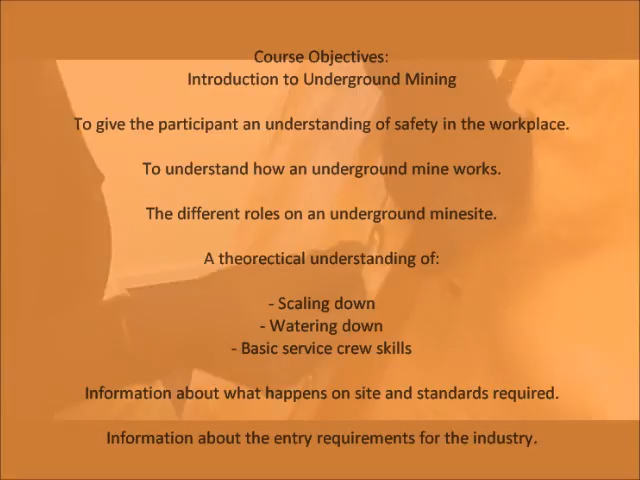 Course Objectives:
Introduction to Underground Mining
To give the participant an understanding of safety in the workplace.
To understand how an underground mine works.
The different roles on an underground minesite.
A theorectical understanding of:
- Scaling down
- Watering down
- Basic service crew skills
Information about what happens on site and standards required.
Information about the entry requirements for the industry.